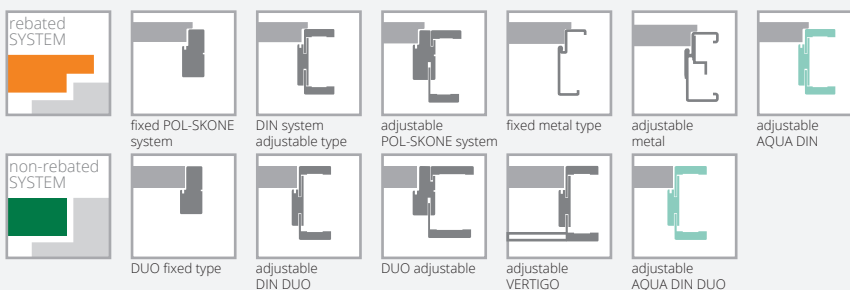 rebated
SYSTEM
fixed POL-SKONE
system
DIN system
adjustable type
adjustable
POL-SKONE system
fixed metal type
adjustable
metal
adjustable
AQUA DIN
non-rebated
SYSTEM
DUO fixed type
adjustable
DIN DUO
DUO adjustable
adjustable
VERTIGO
adjustable
AQUA DIN DUO